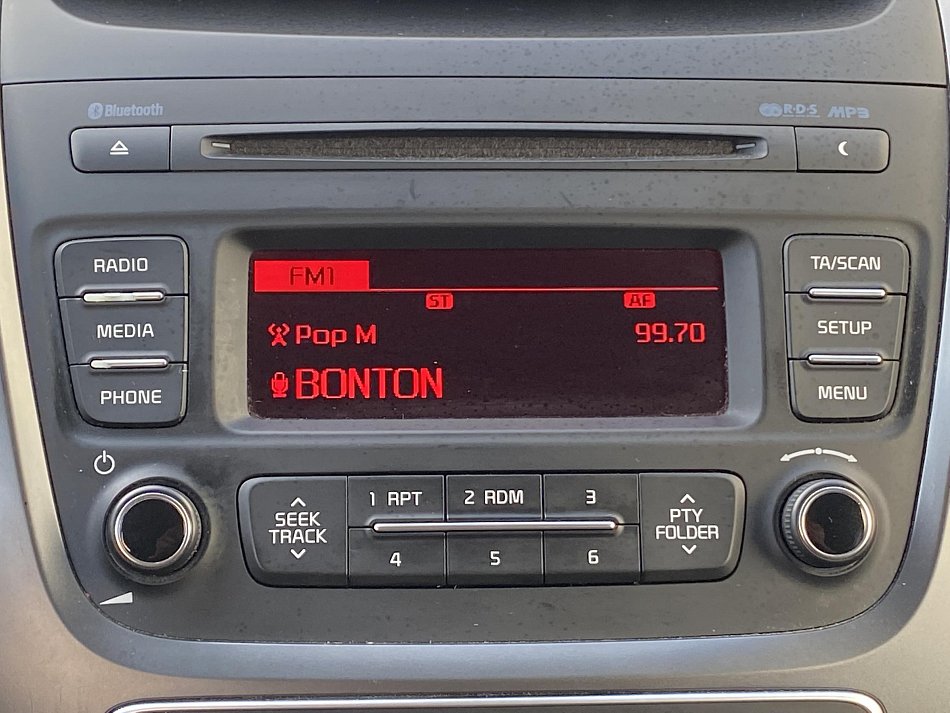 Bluetooth
R·D·S MP3
RADIO
MEDIA
PHONE
FM1
ST AF
Pop M 99.70
BONTON
TA/SCAN
SETUP
MENU
SEEK
TRACK
1 RPT 2 RDM 3
4 5 6
PTY
FOLDER